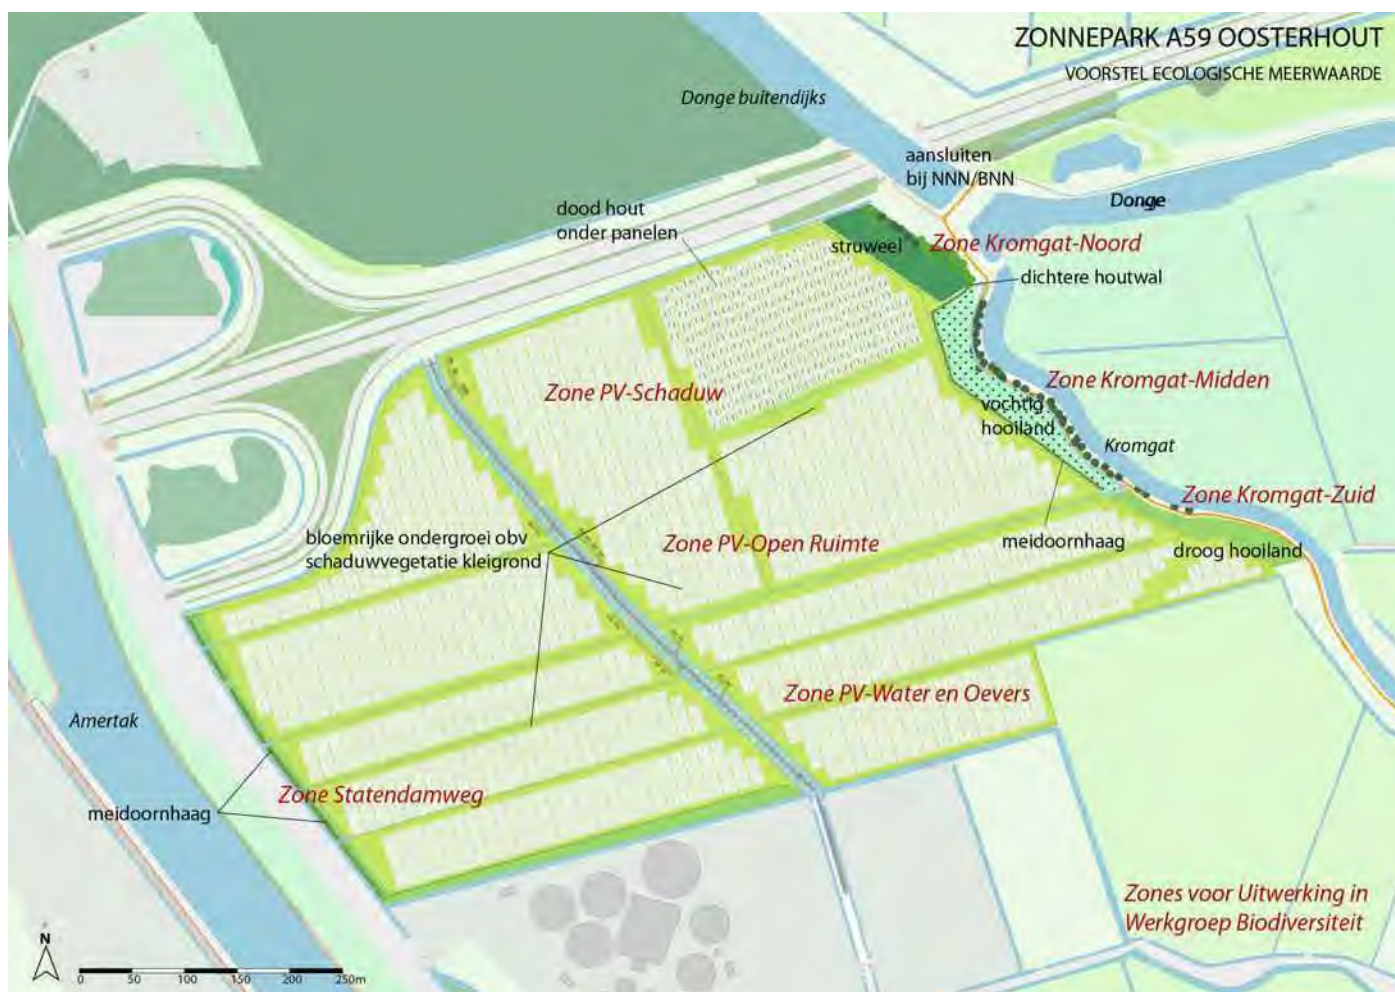 ZONNEPARK A59 OOSTERHOUT
VOORSTEL ECOLOGISCHE MEERWAARDE
Donge buitendijks
aansluiten
bij NNN/BNN
Donge
dood hout
onder panelen
struweel
Zone Kromgat-Noord
dichtere houtwal
Zone PV-Schaduw
Zone Kromgat-Midden
vochtig
hooiland
Kromgat
Zone Kromgat-Zuid
bloemrijke ondergroei obv
schaduwvegetatie kleigrond
Zone PV-Open Ruimte
meidoornhaag
droog hooiland
Zone PV-Water en Oevers
Amertak
Zone Statendamweg
meidoornhaag
Zones voor Uitwerking in
Werkgroep Biodiversiteit
N
0 50 100 150 200 250m